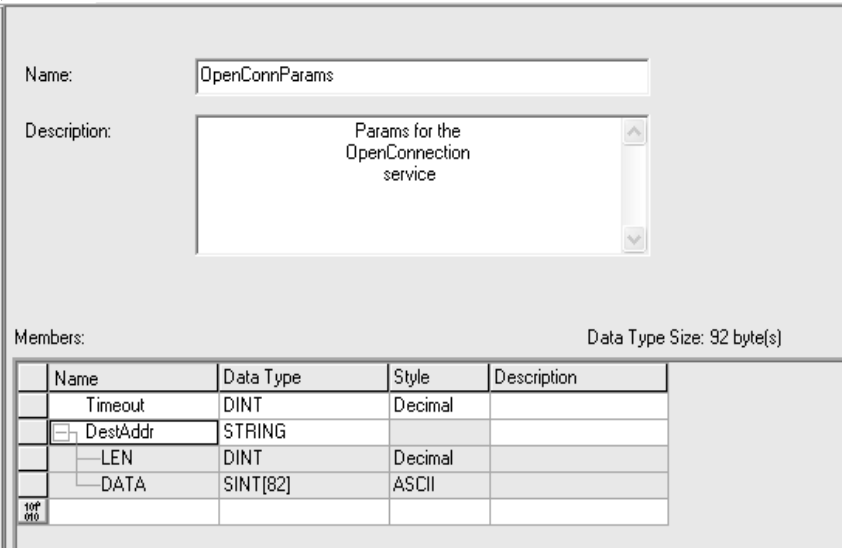 Name:
OpenConnParams
Description:
Params for the
OpenConnection
service
Members:
Data Type Size: 92 byte(s)
Name Data Type Style Description
Timeout DINT Decimal
DestAddr STRING
LEN DINT Decimal
DATA SINT[82] ASCII